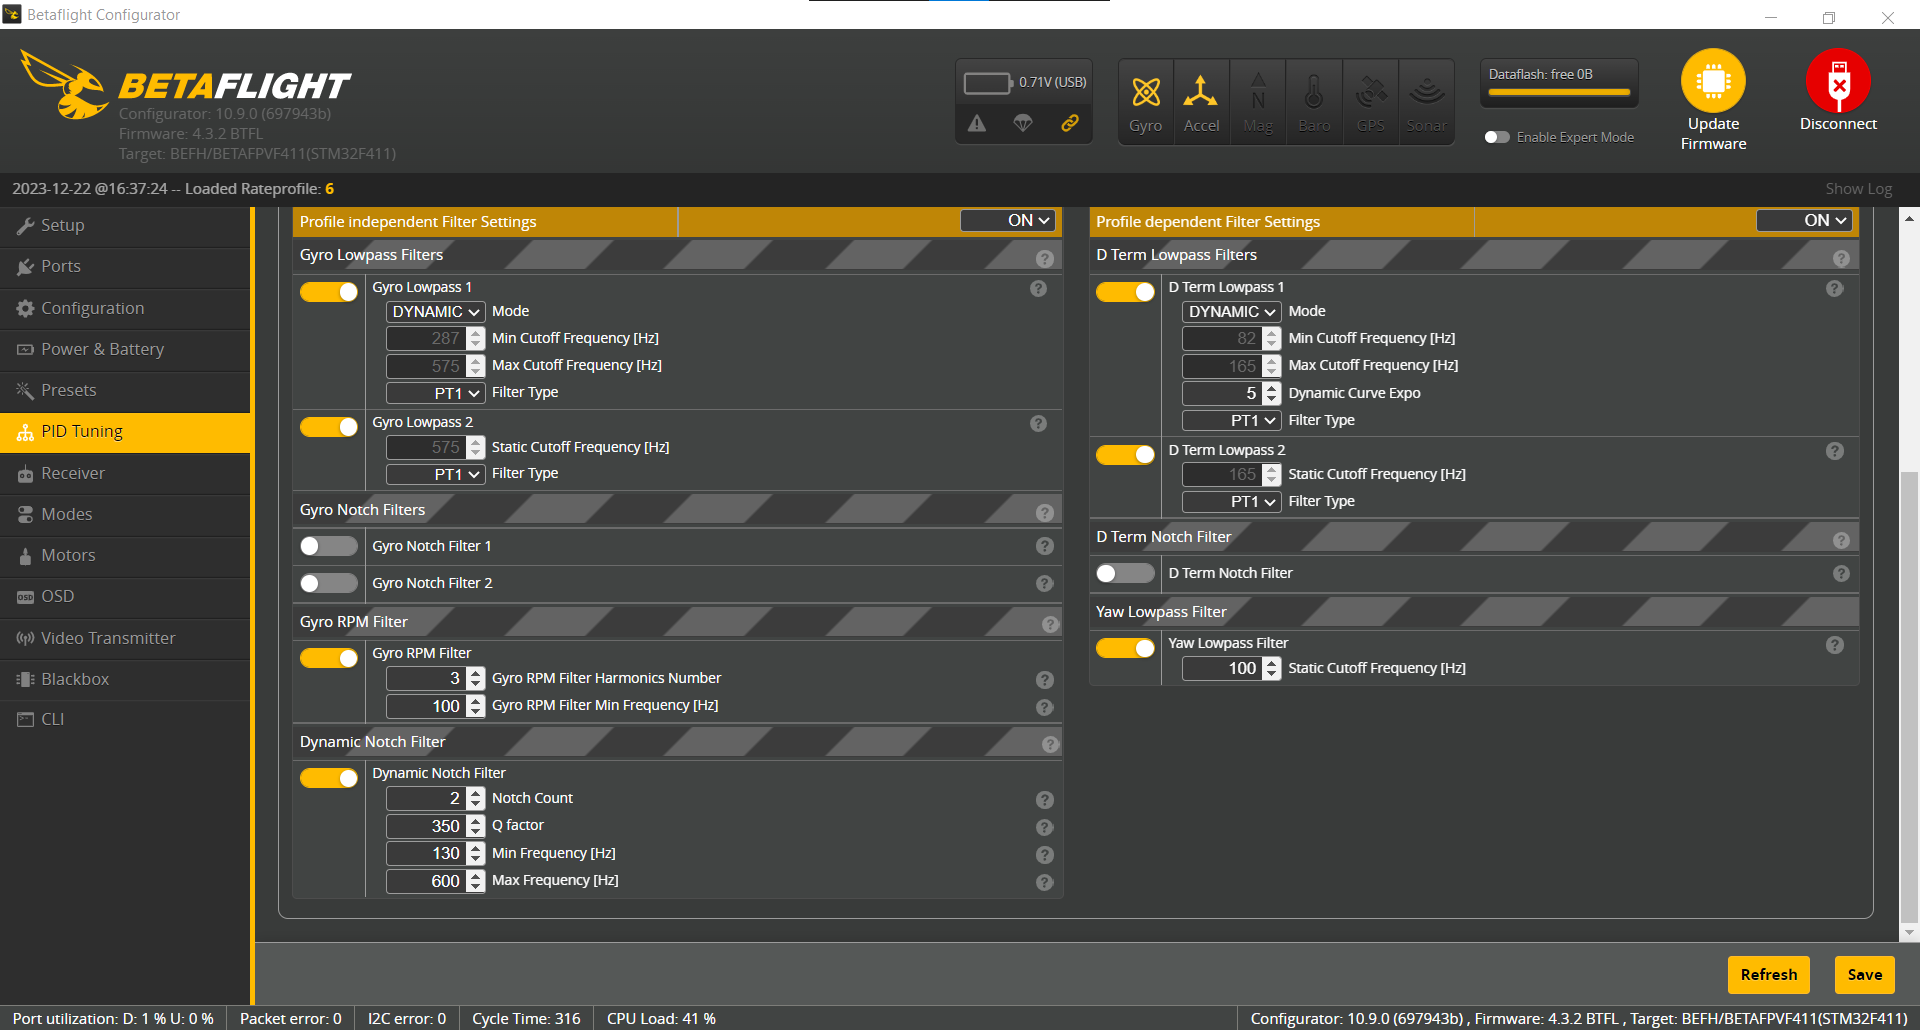 Betaflight Configurator
BETAFLIGHT
Configurator: 10.9.0 (697943b)
Firmware: 4.3.2 BTFL
Target: BEFH/BETAFPVF411(STM32F411)
0.71V (USB)
Gyro
Accel
N
Mag
Baro
GPS
Sonar
Dataflash: free 0B
Enable Expert Mode
Update
Firmware
Disconnect
2023-12-22 @16:37:24 -- Loaded Rateprofile: 6
Show Log
Setup
Ports
Configuration
Power & Battery
Presets
PID Tuning
Receiver
Modes
Motors
OSD OSD
Video Transmitter
Blackbox
CLI
Profile independent Filter Settings ON
Gyro Lowpass Filters ?
Gyro Lowpass 1 ?
DYNAMIC Mode
287 Min Cutoff Frequency [Hz]
575 Max Cutoff Frequency [Hz]
PT1 Filter Type
Gyro Lowpass 2 ?
575 Static Cutoff Frequency [Hz]
PT1 Filter Type
Gyro Notch Filters ?
Gyro Notch Filter 1 ?
Gyro Notch Filter 2 ?
Gyro RPM Filter ?
Gyro RPM Filter
3 Gyro RPM Filter Harmonics Number ?
100 Gyro RPM Filter Min Frequency [Hz] ?
Dynamic Notch Filter ?
Dynamic Notch Filter
2 Notch Count ?
350 Q factor ?
130 Min Frequency [Hz] ?
600 Max Frequency [Hz] ?
Profile dependent Filter Settings ON
D Term Lowpass Filters ?
D Term Lowpass 1 ?
DYNAMIC Mode
82 Min Cutoff Frequency [Hz]
165 Max Cutoff Frequency [Hz]
5 Dynamic Curve Expo
PT1 Filter Type
D Term Lowpass 2 ?
165 Static Cutoff Frequency [Hz]
PT1 Filter Type
D Term Notch Filter ?
D Term Notch Filter ?
Yaw Lowpass Filter
Yaw Lowpass Filter ?
100 Static Cutoff Frequency [Hz]
Refresh
Save
Port utilization: D: 1 % U: 0 %
Packet error: 0
I2C error: 0
Cycle Time: 316
CPU Load: 41 %
Configurator: 10.9.0 (697943b) , Firmware: 4.3.2 BTFL , Target: BEFH/BETAFPVF411(STM32F411)